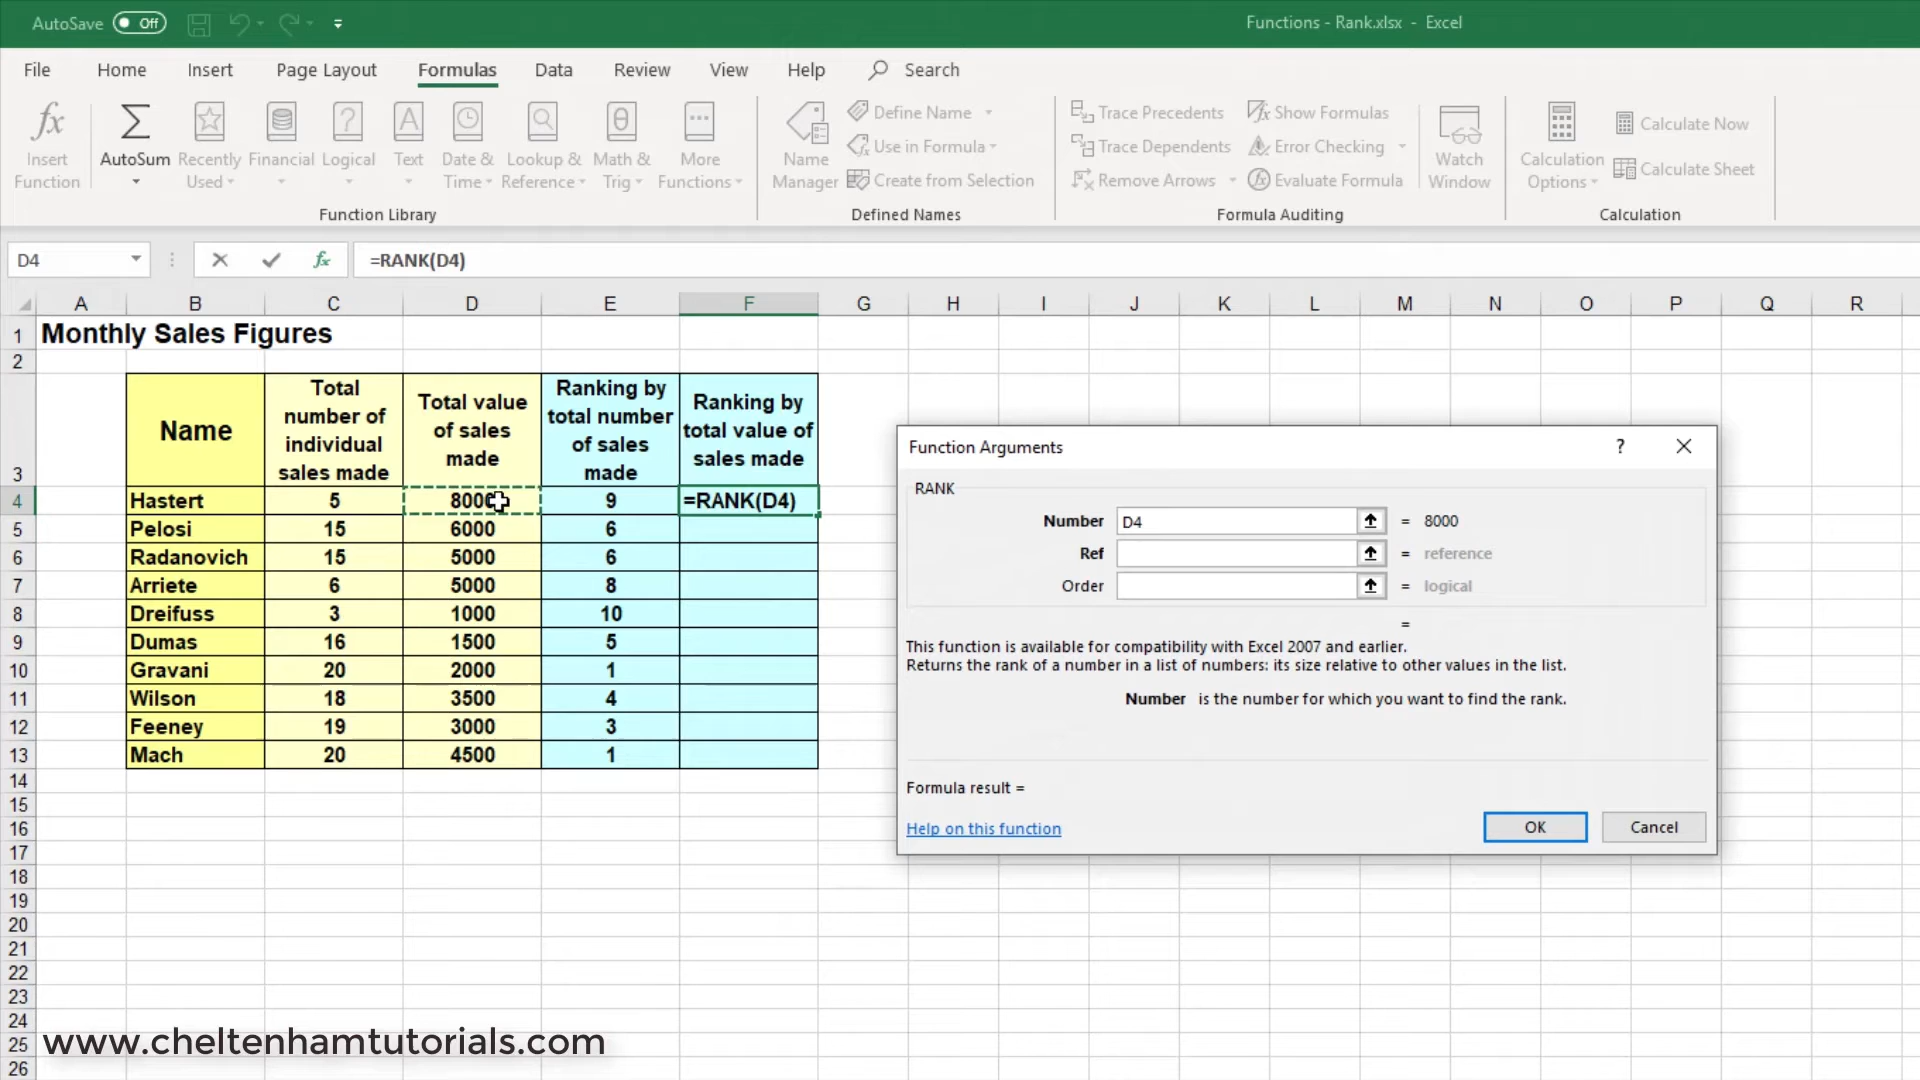 AutoSave Off
Functions - Rank.xlsx - Excel
File Home Insert Page Layout Formulas Data Review View Help Search
Insert Function
AutoSum
Recently Used
Financial
Logical
Text
Date & Time
Lookup & Reference
Math & Trig
More Functions
Function Library
Name Manager
Define Name
Use in Formula
Create from Selection
Defined Names
Trace Precedents
Trace Dependents
Remove Arrows
Show Formulas
Error Checking
Evaluate Formula
Watch Window
Formula Auditing
Calculation Options
Calculate Now
Calculate Sheet
Calculation
D4 fx =RANK(D4)
A B C D E F G H I J K L M N O P Q R
1 Monthly Sales Figures
2
3
Name
Total number of individual sales made
Total value of sales made
Ranking by total number of sales made
Ranking by total value of sales made
4 Hastert 5 8000 9 =RANK(D4)
5 Pelosi 15 6000 6
6 Radanovich 15 5000 6
7 Arriete 6 5000 8
8 Dreifuss 3 1000 10
9 Dumas 16 1500 5
10 Gravani 20 2000 1
11 Wilson 18 3500 4
12 Feeney 19 3000 3
13 Mach 20 4500 1
14
15
16
17
18
19
20
21
22
23
24
25
26
Function Arguments ?
RANK
Number D4 = 8000
Ref = reference
Order = logical
=
This function is available for compatibility with Excel 2007 and earlier.
Returns the rank of a number in a list of numbers: its size relative to other values in the list.
Number is the number for which you want to find the rank.
Formula result =
Help on this function
OK Cancel
www.cheltenhamtutorials.com